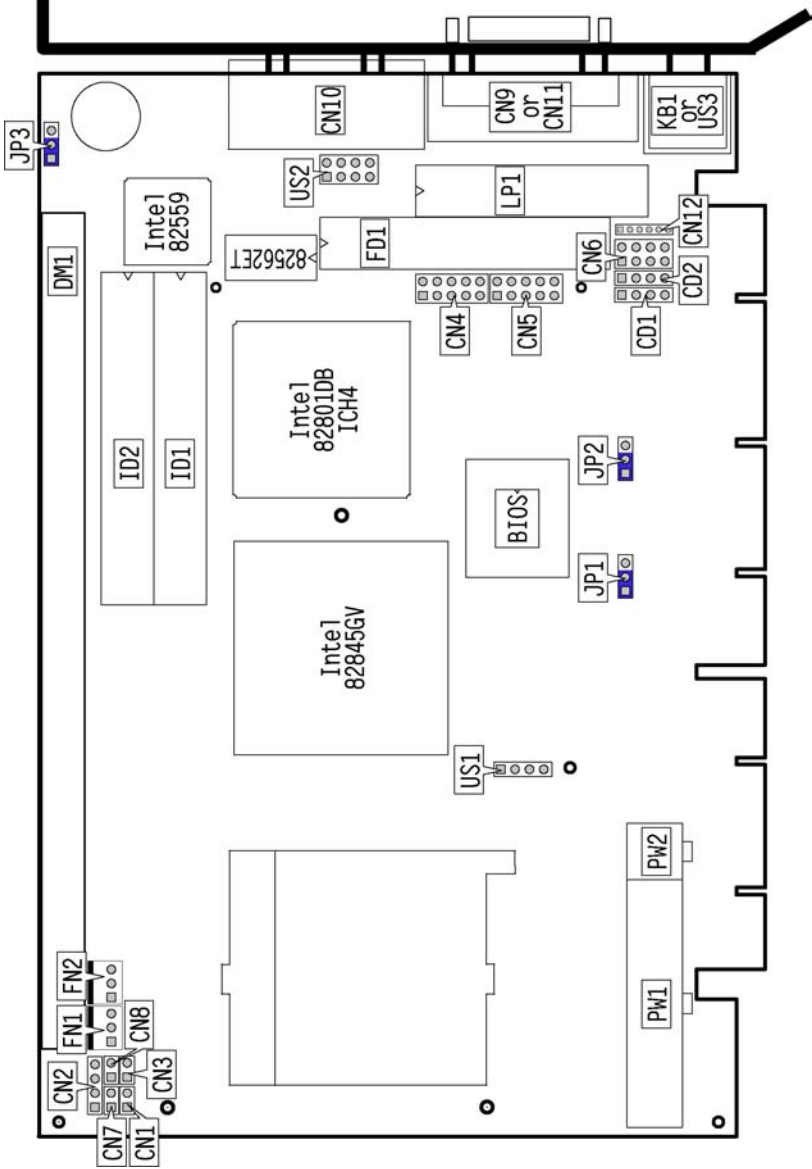 CN10
CN9
or
CN11
KB1
or
US3
JP3
US2
LP1
Intel
82559
82562ET
FD1
CN12
CN6
DM1
CD2
CN4
CN5
CD1
Intel
82801DB
ICH4
ID2
ID1
JP2
BIOS
JP1
Intel
82845GV
US1
PW2
FN2
PW1
FN1
CN8
CN2
CN3
CN7
CN1